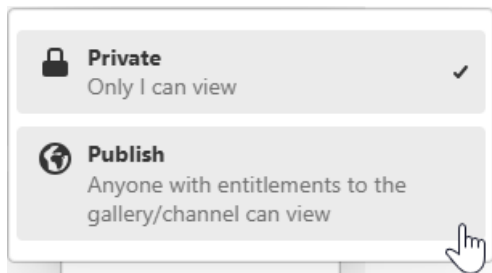 Private
Only I can view
Publish
Anyone with entitlements to the
gallery/channel can view